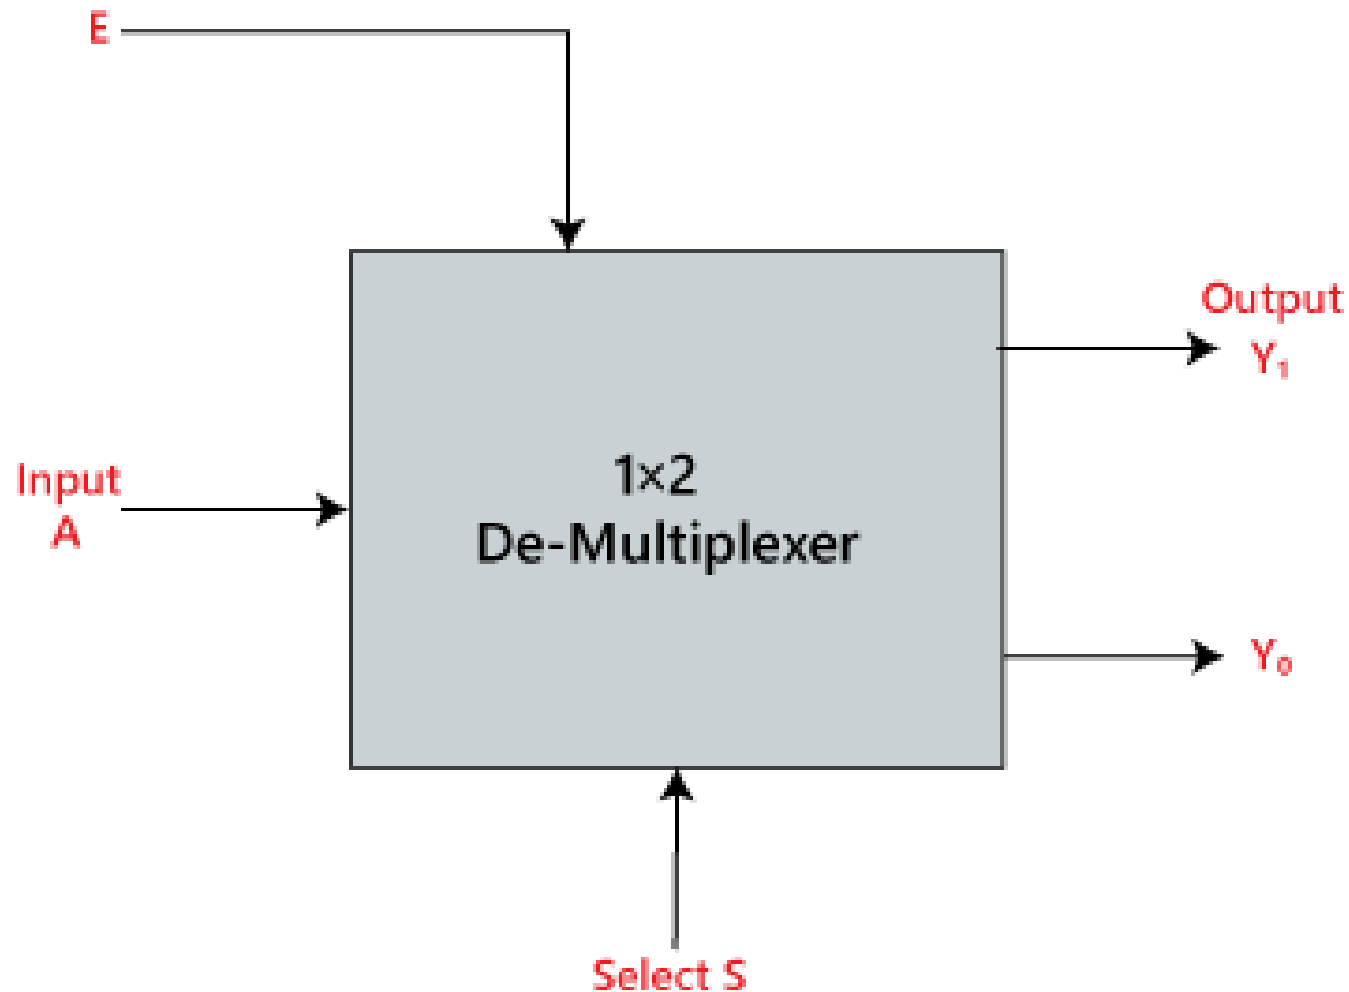 E
Output
Y₁
Input
A
1×2
De-Multiplexer
Y₀
Select S